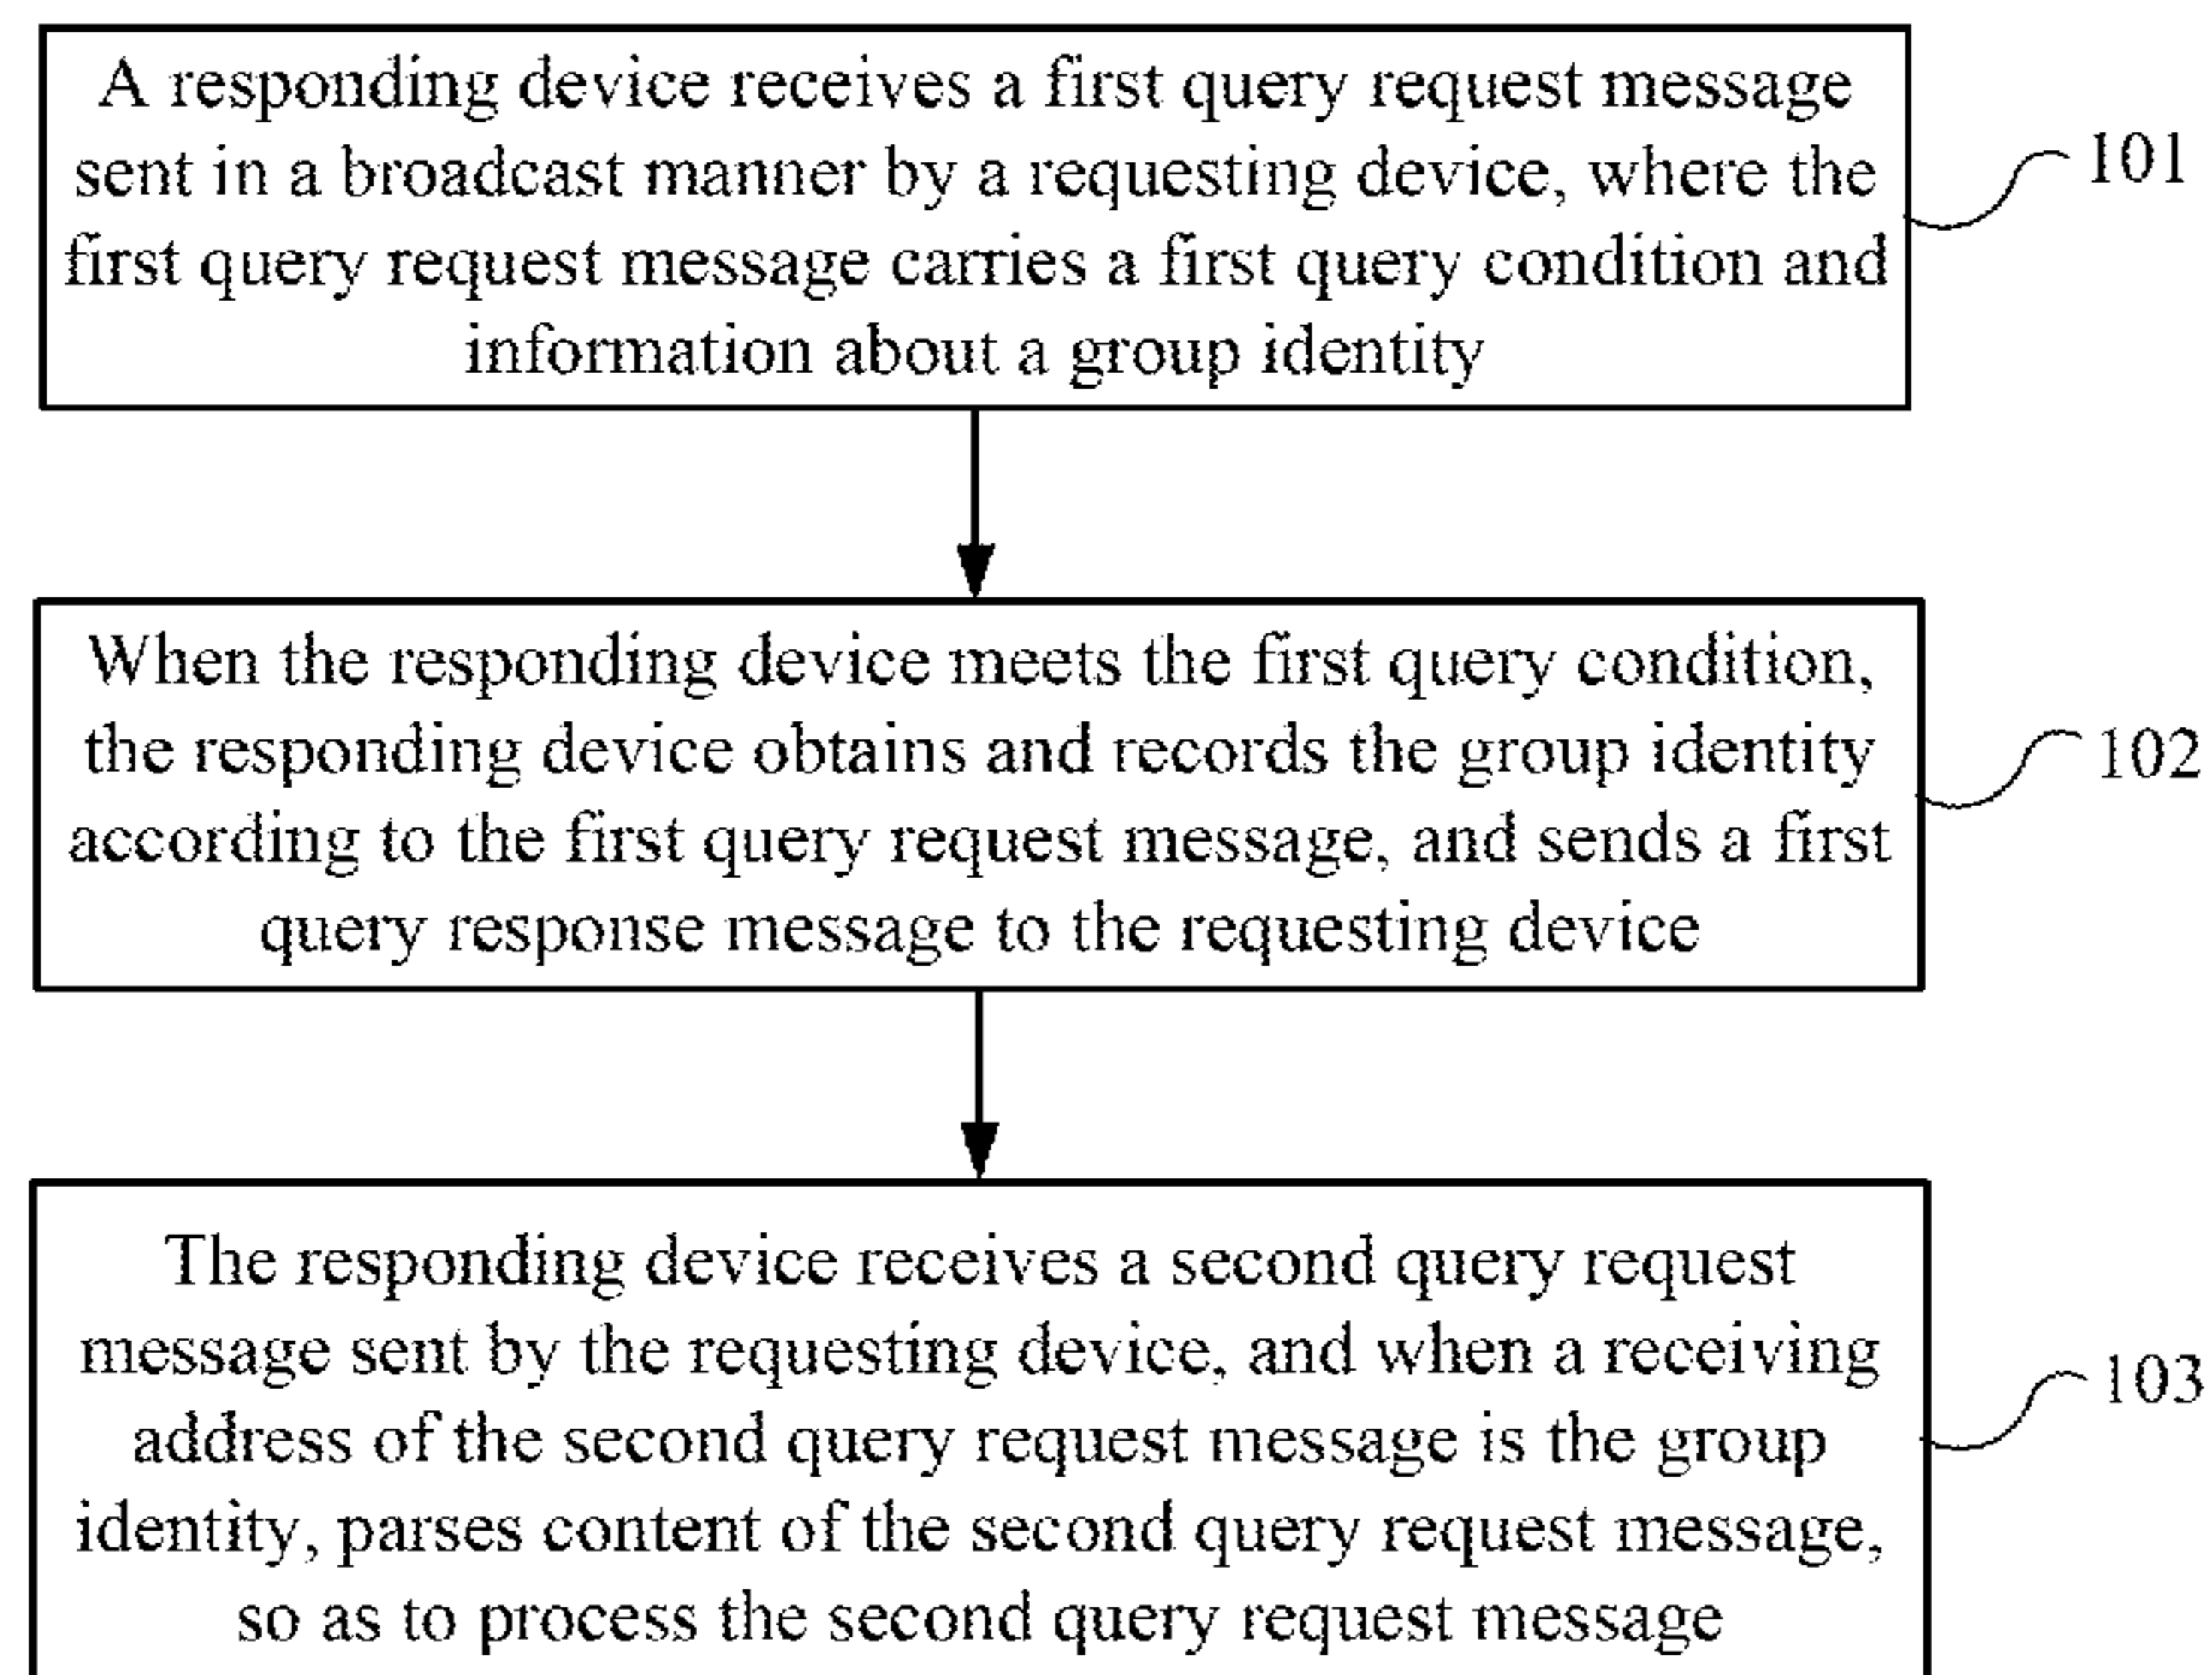 A responding device receives a first query request message
sent in a broadcast manner by a requesting device, where the
first query request message carries a first query condition and
information about a group identity
101
When the responding device meets the first query condition,
the responding device obtains and records the group identity
according to the first query request message, and sends a first
query response message to the requesting device
102
The responding device receives a second query request
message sent by the requesting device, and when a receiving
address of the second query request message is the group
identity, parses content of the second query request message,
so as to process the second query request message
103